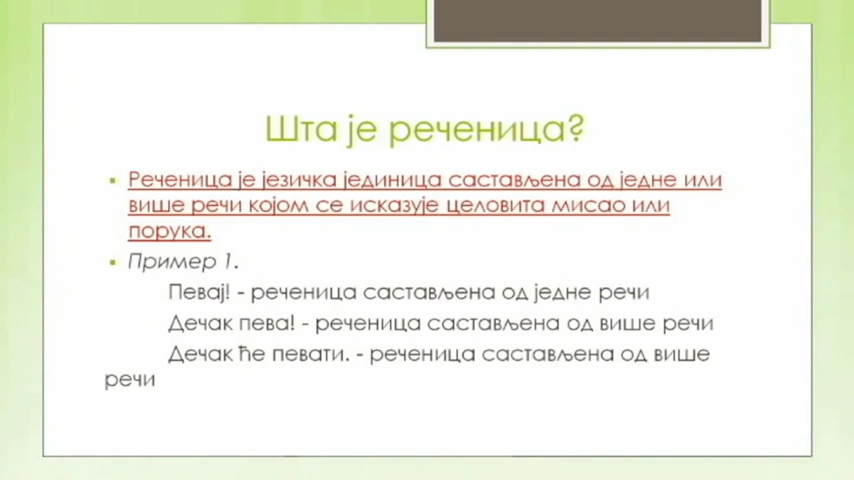 Шта је реченица?
▪ Реченица је језичка јединица састављена од једне или
више речи којом се исказује целовита мисао или
порука.
▪ Пример 1.
Певај! - реченица састављена од једне речи
Дечак пева! - реченица састављена од више речи
Дечак ће певати. - реченица састављена од више
речи